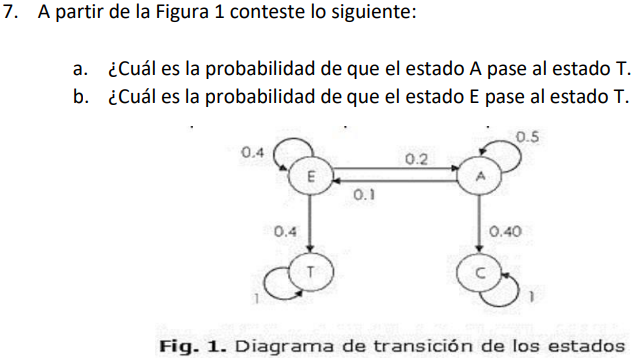 7. A partir de la Figura 1 conteste lo siguiente:
a. ¿Cuál es la probabilidad de que el estado A pase al estado T.
b. ¿Cuál es la probabilidad de que el estado E pase al estado T.
0.4
0.5
0.2
E
A
0.1
0.4
0.40
T
C
1
1
Fig. 1. Diagrama de transición de los estados